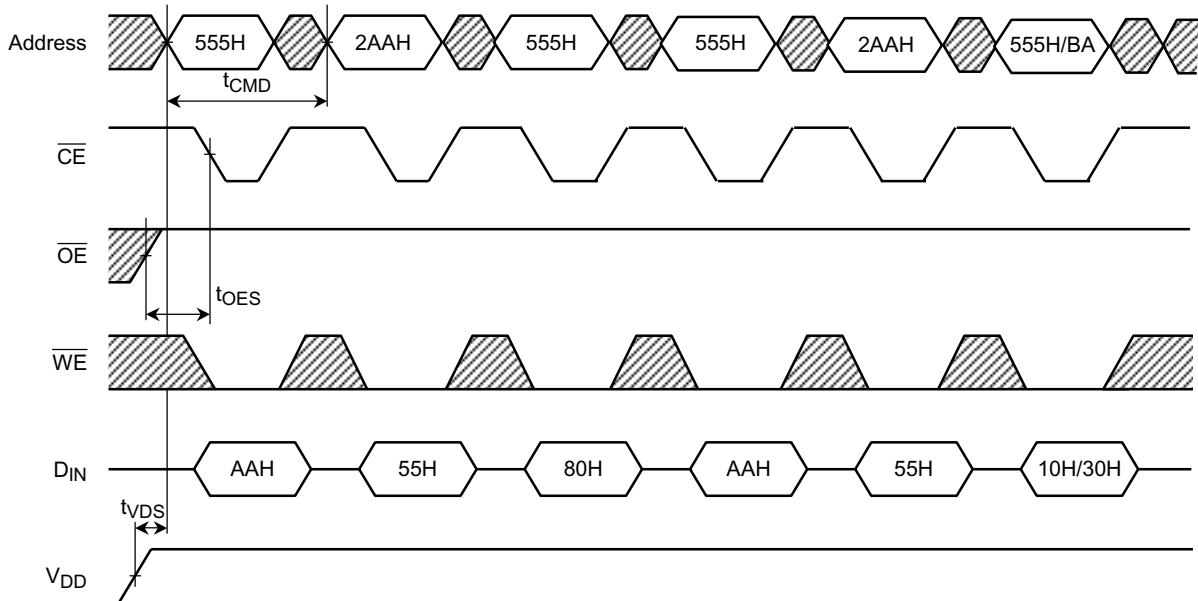 Address 555H 2AAH 555H 555H 2AAH 555H/BA
tCMD
CE
OE
tOES
WE
DIN AAH 55H 80H AAH 55H 10H/30H
tVDS
VDD